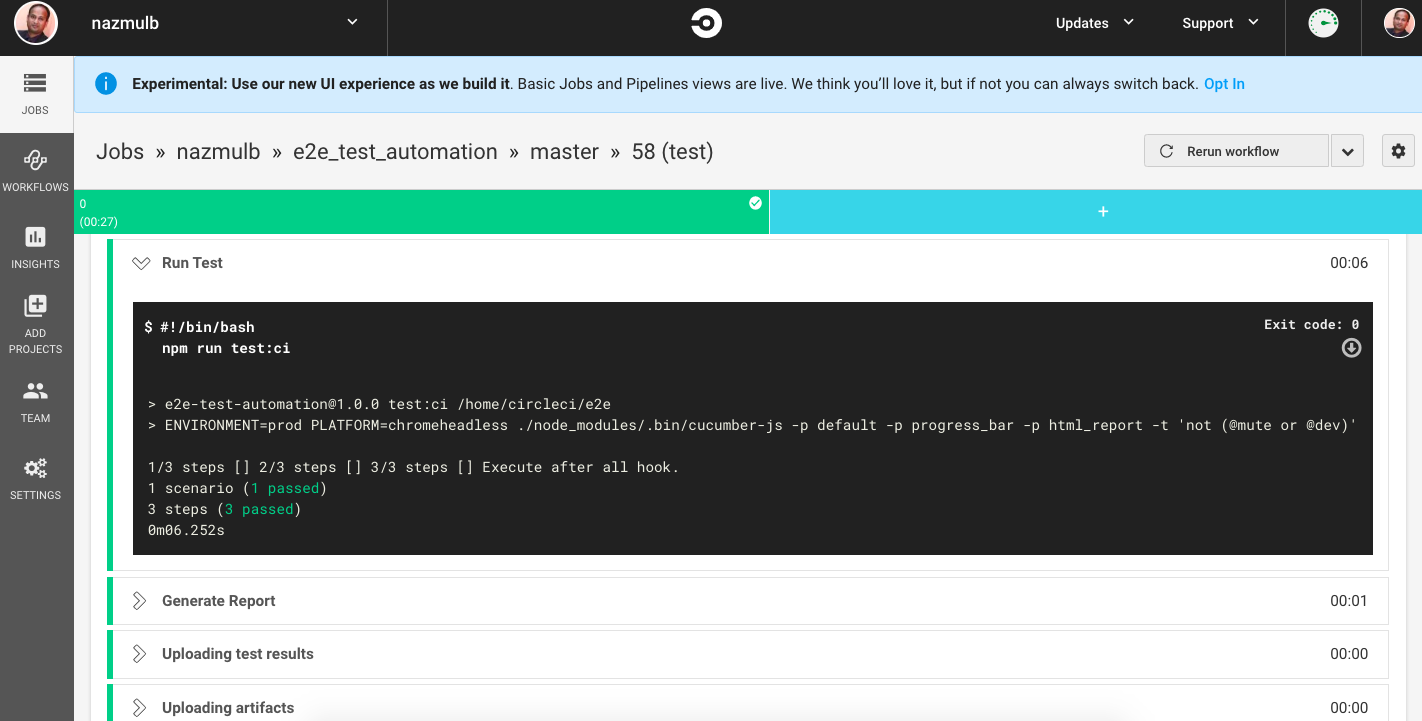 nazmulb
Updates
Support
Experimental: Use our new UI experience as we build it. Basic Jobs and Pipelines views are live. We think you’ll love it, but if not you can always switch back. Opt In
JOBS
WORKFLOWS
INSIGHTS
ADD
PROJECTS
TEAM
SETTINGS
Jobs » nazmulb » e2e_test_automation » master » 58 (test)
Rerun workflow
0
(00:27)
+
Run Test
00:06
$ #!/bin/bash
Exit code: 0
npm run test:ci
> e2e-test-automation@1.0.0 test:ci /home/circleci/e2e
> ENVIRONMENT=prod PLATFORM=chromeheadless ./node_modules/.bin/cucumber-js -p default -p progress_bar -p html_report -t 'not (@mute or @dev)'
1/3 steps [] 2/3 steps [] 3/3 steps [] Execute after all hook.
1 scenario (1 passed)
3 steps (3 passed)
0m06.252s
Generate Report
00:01
Uploading test results
00:00
Uploading artifacts
00:00